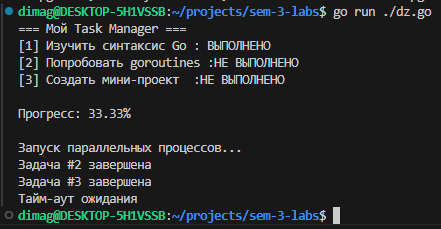 dimag@DESKTOP-5H1VSSB:~/projects/sem-3-labs$ go run ./dz.go
=== Мой Task Manager ===
[1] Изучить синтаксис Go : ВЫПОЛНЕНО
[2] Попробовать goroutines :НЕ ВЫПОЛНЕНО
[3] Создать мини-проект  :НЕ ВЫПОЛНЕНО
Прогресс: 33.33%
Запуск параллельных процессов...
Задача #2 завершена
Задача #3 завершена
Тайм-аут ожидания
dimag@DESKTOP-5H1VSSB:~/projects/sem-3-labs$